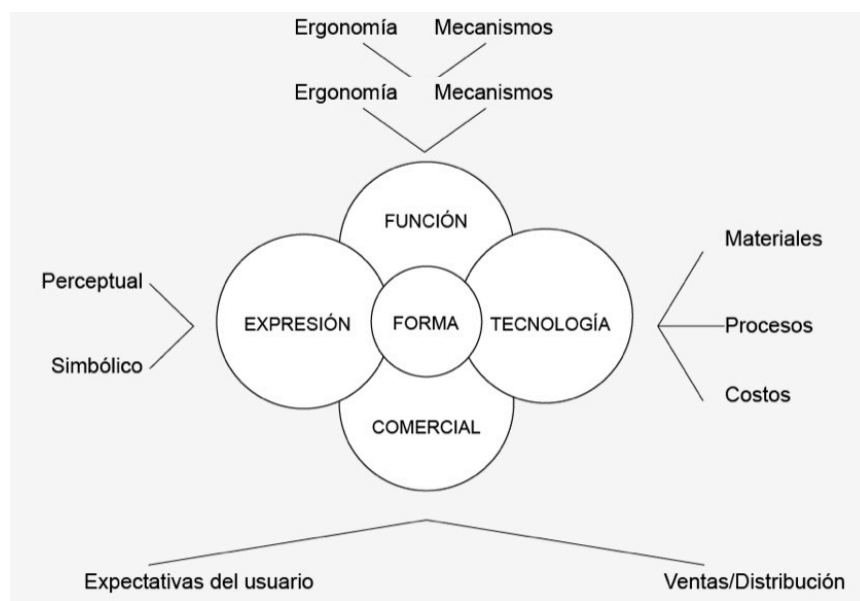 Ergonomía Mecanismos
Ergonomía Mecanismos
FUNCIÓN
Materiales
Perceptual
EXPRESIÓN FORMA TECNOLOGÍA Procesos
Simbólico
Costos
COMERCIAL
Expectativas del usuario Ventas/Distribución